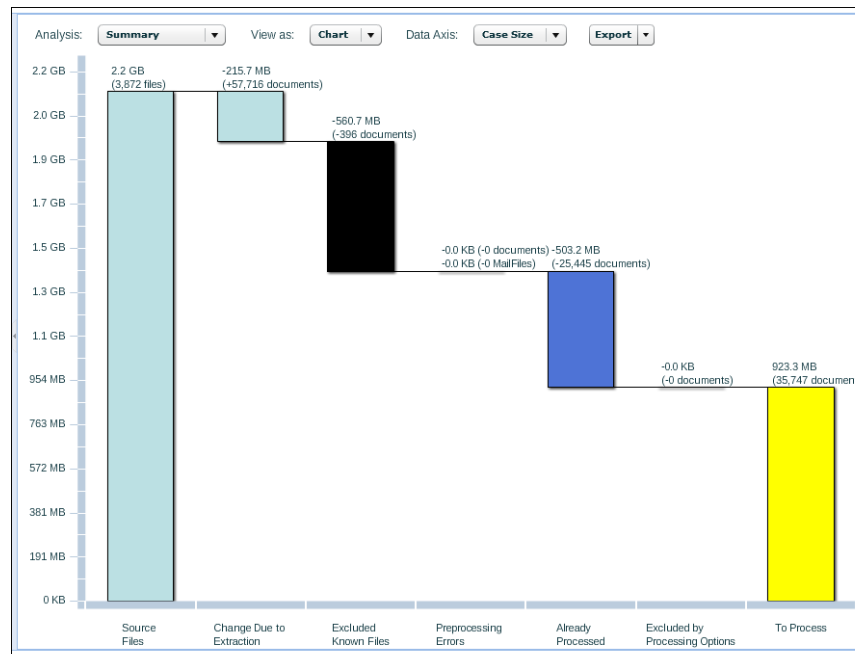 Analysis: Summary View as: Chart Data Axis: Case Size Export
2.2 GB
2.0 GB
1.9 GB
1.7 GB
1.5 GB
1.3 GB
1.1 GB
954 MB
763 MB
572 MB
381 MB
191 MB
0 KB
2.2 GB
(3,872 files)
-215.7 MB
(+57,716 documents)
-560.7 MB
(-396 documents)
-0.0 KB (-0 documents)
-0.0 KB (-0 MailFiles)
-503.2 MB
(-25,445 documents)
-0.0 KB
(-0 documents)
923.3 MB
(35,747 documen
Source
Files
Change Due to
Extraction
Excluded
Known Files
Preprocessing
Errors
Already
Processed
Excluded by
Processing Options
To Process